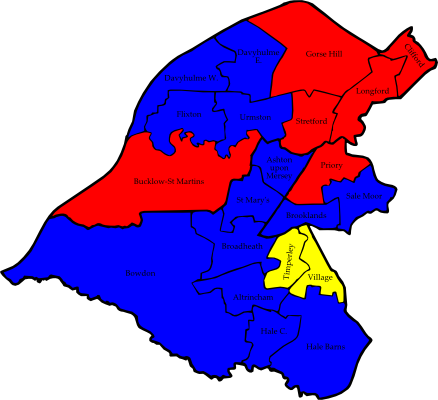 Gorse Hill
Clifford
Davyhulme
E
Davyhulme W
Longford
Urmston
Stretford
Ashton
upon
Mersey
Priory
Bucklow-St Martins
St Mary's
Sale Moor
Brooklands
Broadheath
Timperley
Village
Bowdon
Altrincham
Hale C
Hale Barns